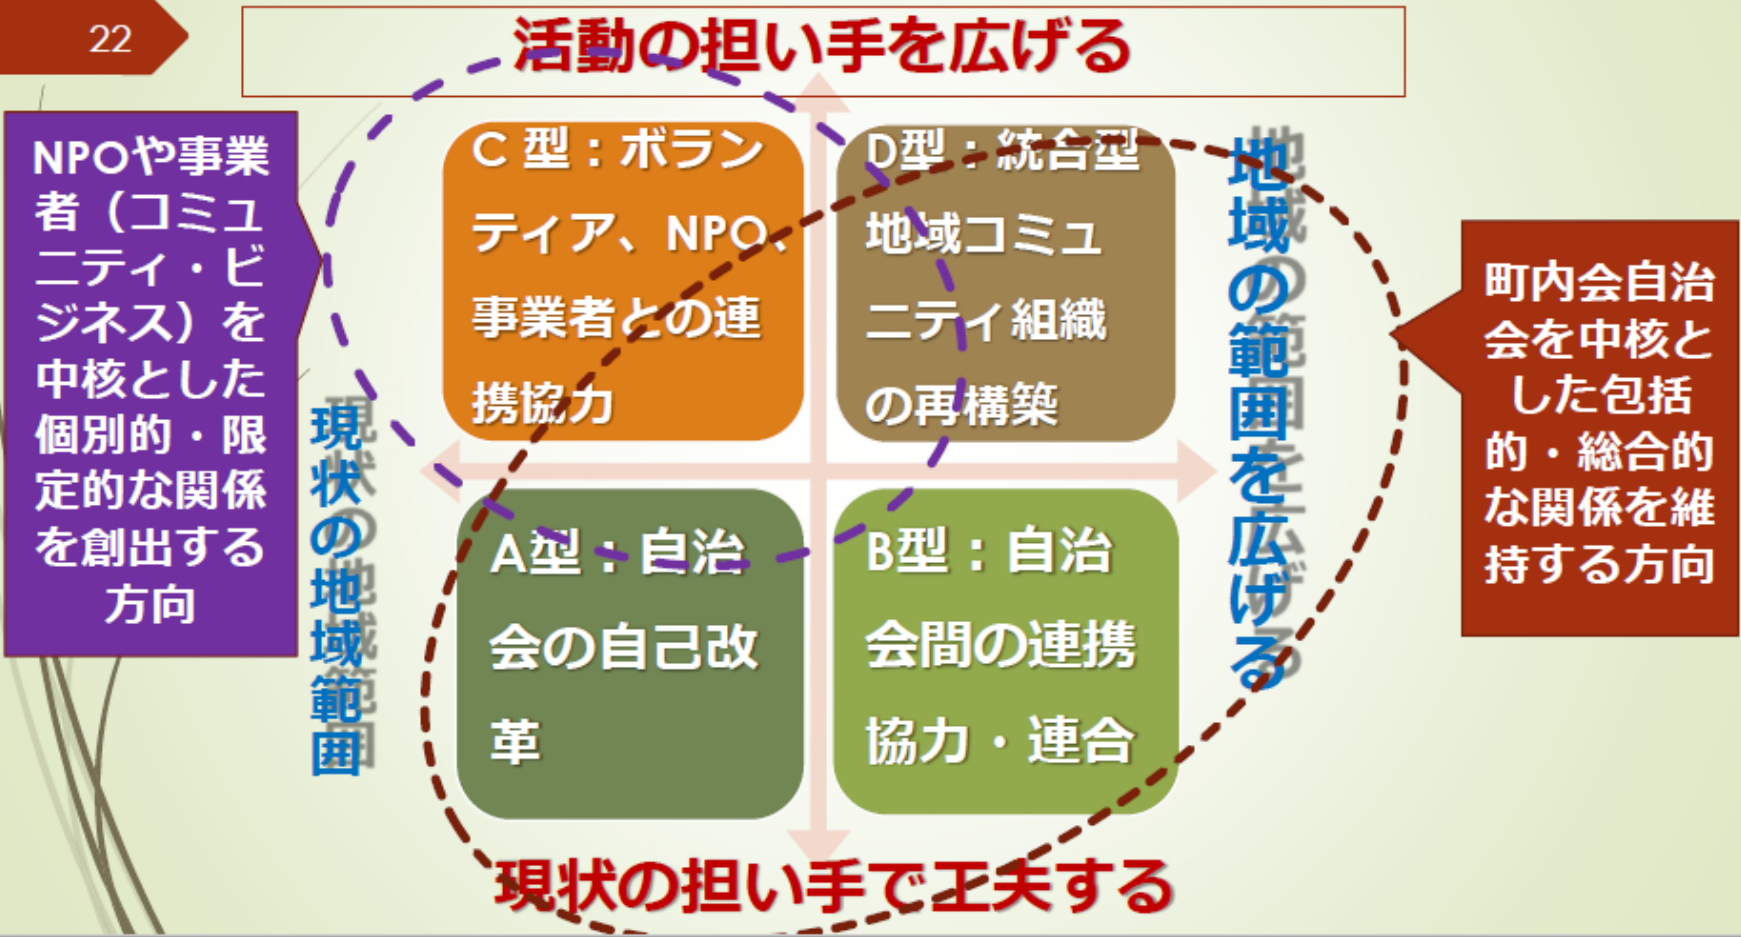 22
活動の担い手を広げる
NPOや事業
者（コミュ
ニティ・ビ
ジネス）を
中核とした
個別的・限
定的な関係
を創出する
方向
現状の地域範囲
C 型：ボラン
ティア、NPO、
事業者との連
携協力
D型：統合型
地域コミュ
ニティ組織
の再構築
A型：自治
会の自己改
革
B型：自治
会間の連携
協力・連合
地域の範囲を広げる
町内会自治
会を中核と
した包括
的・総合的
な関係を維
持する方向
現状の担い手で工夫する